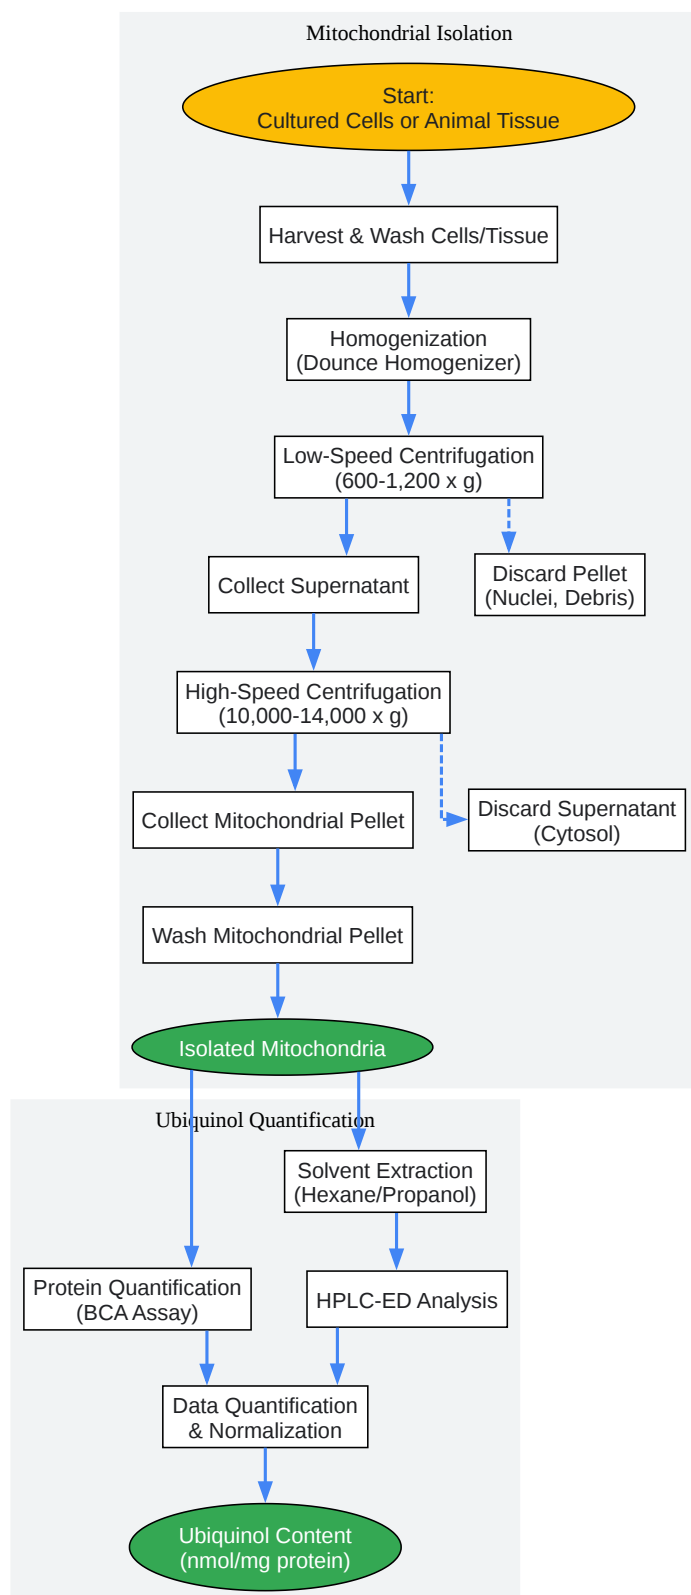 Mitochondrial Isolation
Start:
Cultured Cells or Animal Tissue
Harvest & Wash Cells/Tissue
Homogenization
(Dounce Homogenizer)
Low-Speed Centrifugation
(600-1,200 x g)
Collect Supernatant
Discard Pellet
(Nuclei, Debris)
High-Speed Centrifugation
(10,000-14,000 x g)
Collect Mitochondrial Pellet
Discard Supernatant
(Cytosol)
Wash Mitochondrial Pellet
Isolated Mitochondria
Ubiquinol Quantification
Solvent Extraction
(Hexane/Propanol)
Protein Quantification
(BCA Assay)
HPLC-ED Analysis
Data Quantification
& Normalization
Ubiquinol Content
(nmol/mg protein)